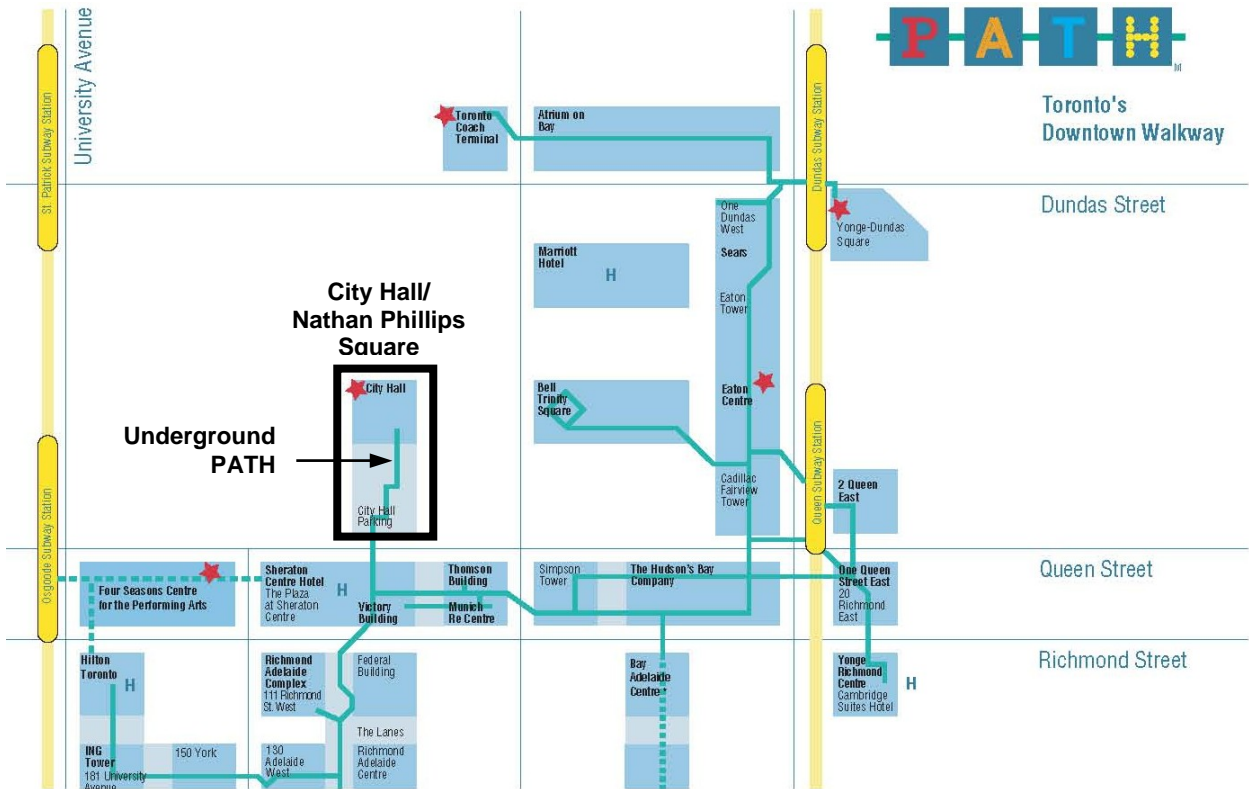 University Avenue
St. Patrick Subway Station
PATH
Toronto's
Downtown Walkway
Toronto
Coach
Terminal
Atrium on
Bay
Dundas Subway Station
Dundas Street
One
Dundas
West
Yonge-Dundas
Square
Marriott
Hotel
H
Sears
Eaton
Tower
City Hall/
Nathan Phillips
Square
City Hall
Bell
Trinity
Square
Eaton
Centre
Underground
PATH
City Hall
Parking
Cadillac
Fairview
Tower
Queen Subway Station
2 Queen
East
Osgoode Subway Station
Queen Street
Four Seasons Centre
for the Performing Arts
Sheraton
Centre Hotel
The Plaza
at Sheraton
Centre
H
Victory
Building
Thomson
Building
Munich
Re Centre
Simpson
Tower
The Hudson's Bay
Company
One Queen
Street East
20
Richmond
East
Richmond Street
Hilton
Toronto
H
Richmond
Adelaide
Complex
111 Richmond
St. West
Federal
Building
Bay
Adelaide
Centre*
Yonge
Richmond
Centre
Cambridge
Suites Hotel
H
The Lanes
ING
Tower
181 University
Avenue
150 York
130
Adelaide
West
Richmond
Adelaide
Centre